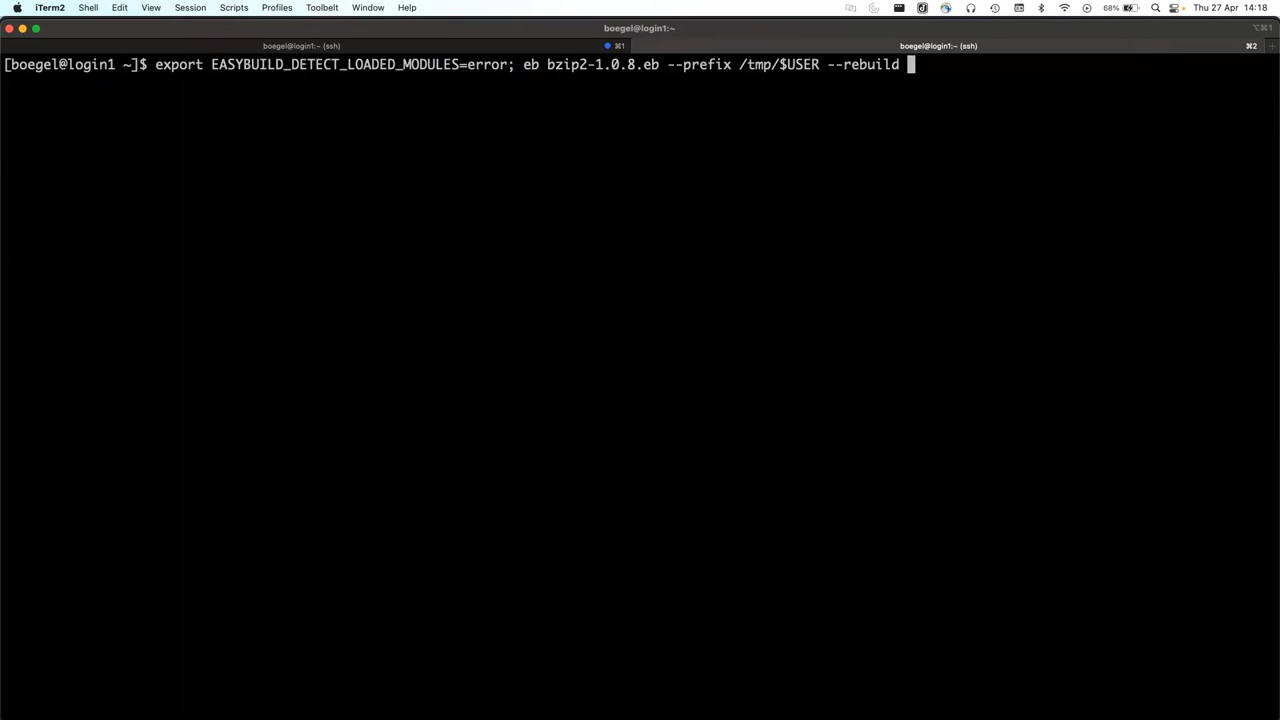 iTerm2 Shell Edit View Session Scripts Profiles Toolbelt Window Help 68% Thu 27 Apr 14:18
boegel@login1:~ ⌥⌘1
boegel@login1:~ (ssh) ⌘1 boegel@login1:~ (ssh) ⌘2
[boegel@login1 ~]$ export EASYBUILD_DETECT_LOADED_MODULES=error; eb bzip2-1.0.8.eb --prefix /tmp/$USER --rebuild